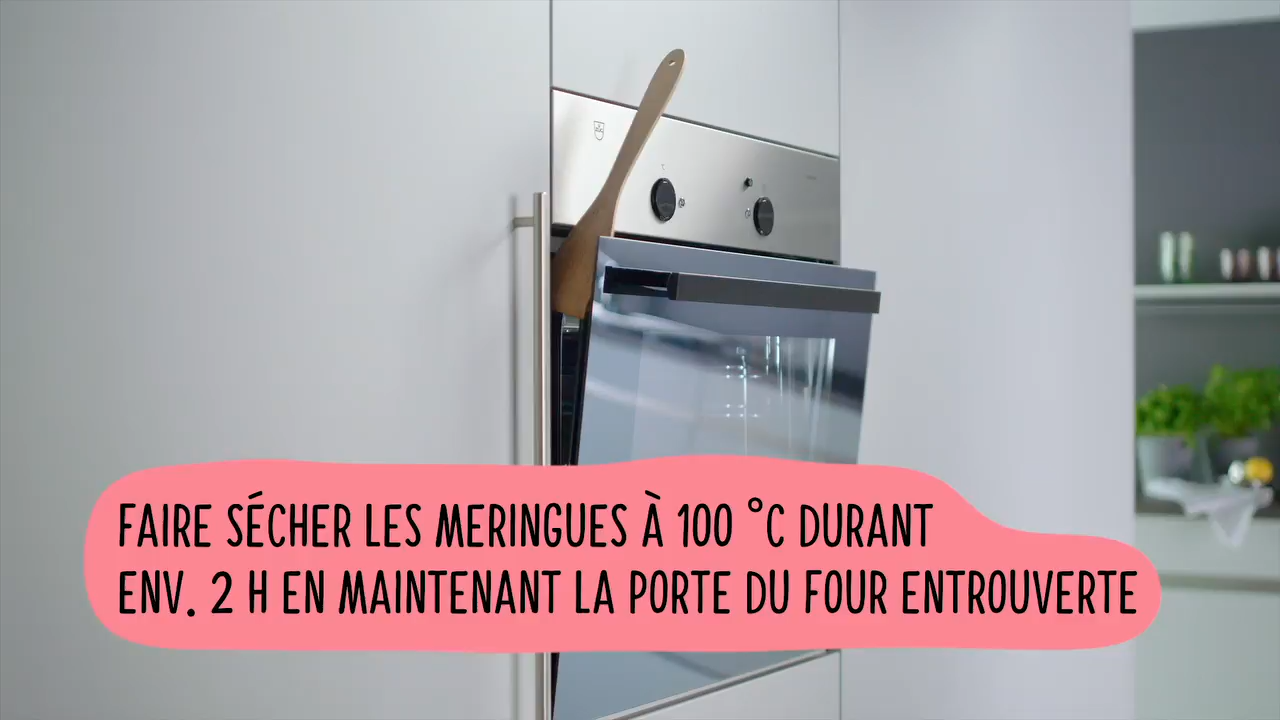 FAIRE SÉCHER LES MERINGUES À 100 °C DURANT
ENV. 2 H EN MAINTENANT LA PORTE DU FOUR ENTROUVERTE